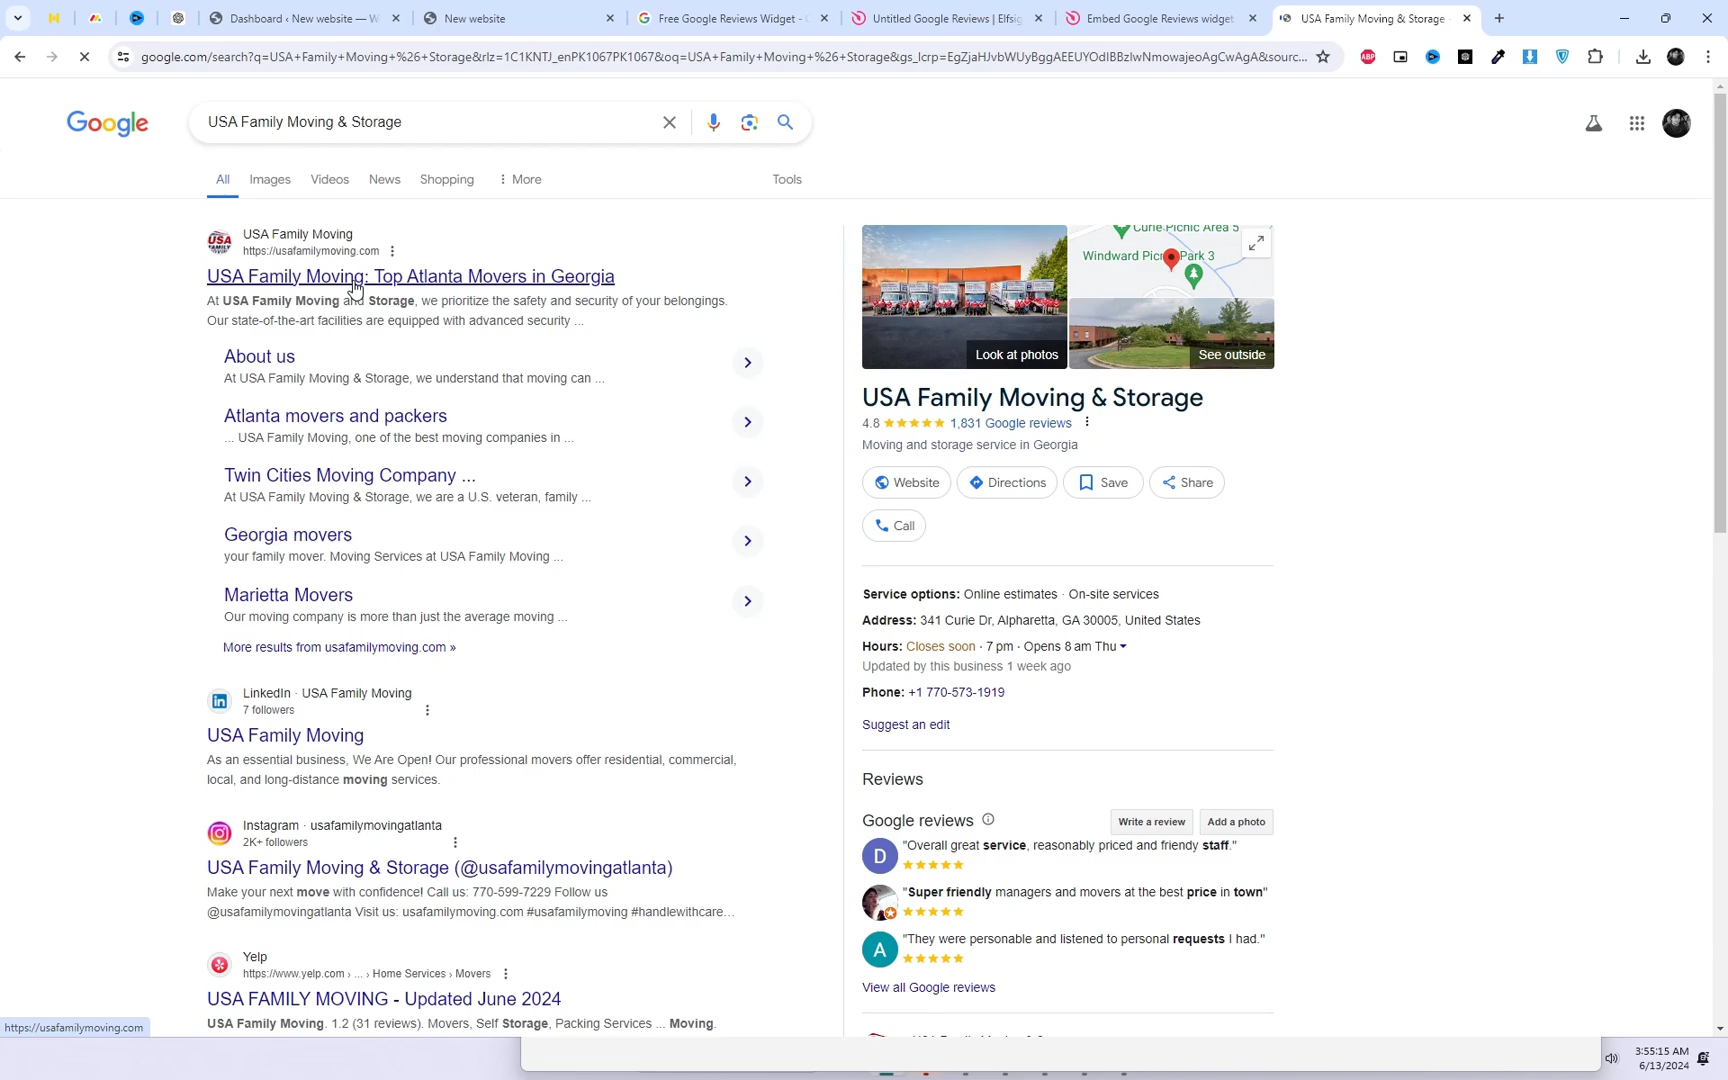 Dashboard ‹ New website — W
New website
Free Google Reviews Widget -
Untitled Google Reviews | Elfsig
Embed Google Reviews widget
USA Family Moving & Storage -
google.com/search?q=USA+Family+Moving+%26+Storage&rlz=1C1KNTJ_enPK1067PK1067&oq=USA+Family+Moving+%26+Storage&gs_lcrp=EgZjaHJvbWUyBggAEEUYOdIBBzIwNmowajeoAgCwAgA&sourc...
ABP
Google
USA Family Moving & Storage
All
Images
Videos
News
Shopping
More
Tools
USA Family Moving
https://usafamilymoving.com
USA Family Moving: Top Atlanta Movers in Georgia
At USA Family Moving and Storage, we prioritize the safety and security of your belongings.
Our state-of-the-art facilities are equipped with advanced security ...
About us
At USA Family Moving & Storage, we understand that moving can ...
Atlanta movers and packers
... USA Family Moving, one of the best moving companies in ...
Twin Cities Moving Company ...
At USA Family Moving & Storage, we are a U.S. veteran, family ...
Georgia movers
your family mover. Moving Services at USA Family Moving ...
Marietta Movers
Our moving company is more than just the average moving ...
More results from usafamilymoving.com »
LinkedIn · USA Family Moving
7 followers
USA Family Moving
As an essential business, We Are Open! Our professional movers offer residential, commercial,
local, and long-distance moving services.
Instagram · usafamilymovingatlanta
2K+ followers
USA Family Moving & Storage (@usafamilymovingatlanta)
Make your next move with confidence! Call us: 770-599-7229 Follow us
@usafamilymovingatlanta Visit us: usafamilymoving.com #usafamilymoving #handlewithcare...
Yelp
https://www.yelp.com › ... › Home Services › Movers
USA FAMILY MOVING - Updated June 2024
USA Family Moving. 1.2 (31 reviews). Movers, Self Storage, Packing Services ... Moving.
https://usafamilymoving.com
Curie Picnic Area 5
Windward Picnic Park 3
Look at photos
See outside
USA Family Moving & Storage
4.8 1,831 Google reviews
Moving and storage service in Georgia
Website
Directions
Save
Share
Call
Service options: Online estimates · On-site services
Address: 341 Curie Dr, Alpharetta, GA 30005, United States
Hours: Closes soon · 7 pm · Opens 8 am Thu
Updated by this business 1 week ago
Phone: +1 770-573-1919
Suggest an edit
Reviews
Google reviews
Write a review
Add a photo
D
"Overall great service, reasonably priced and friendy staff."
"Super friendly managers and movers at the best price in town"
A
"They were personable and listened to personal requests I had."
View all Google reviews
3:55:15 AM
6/13/2024